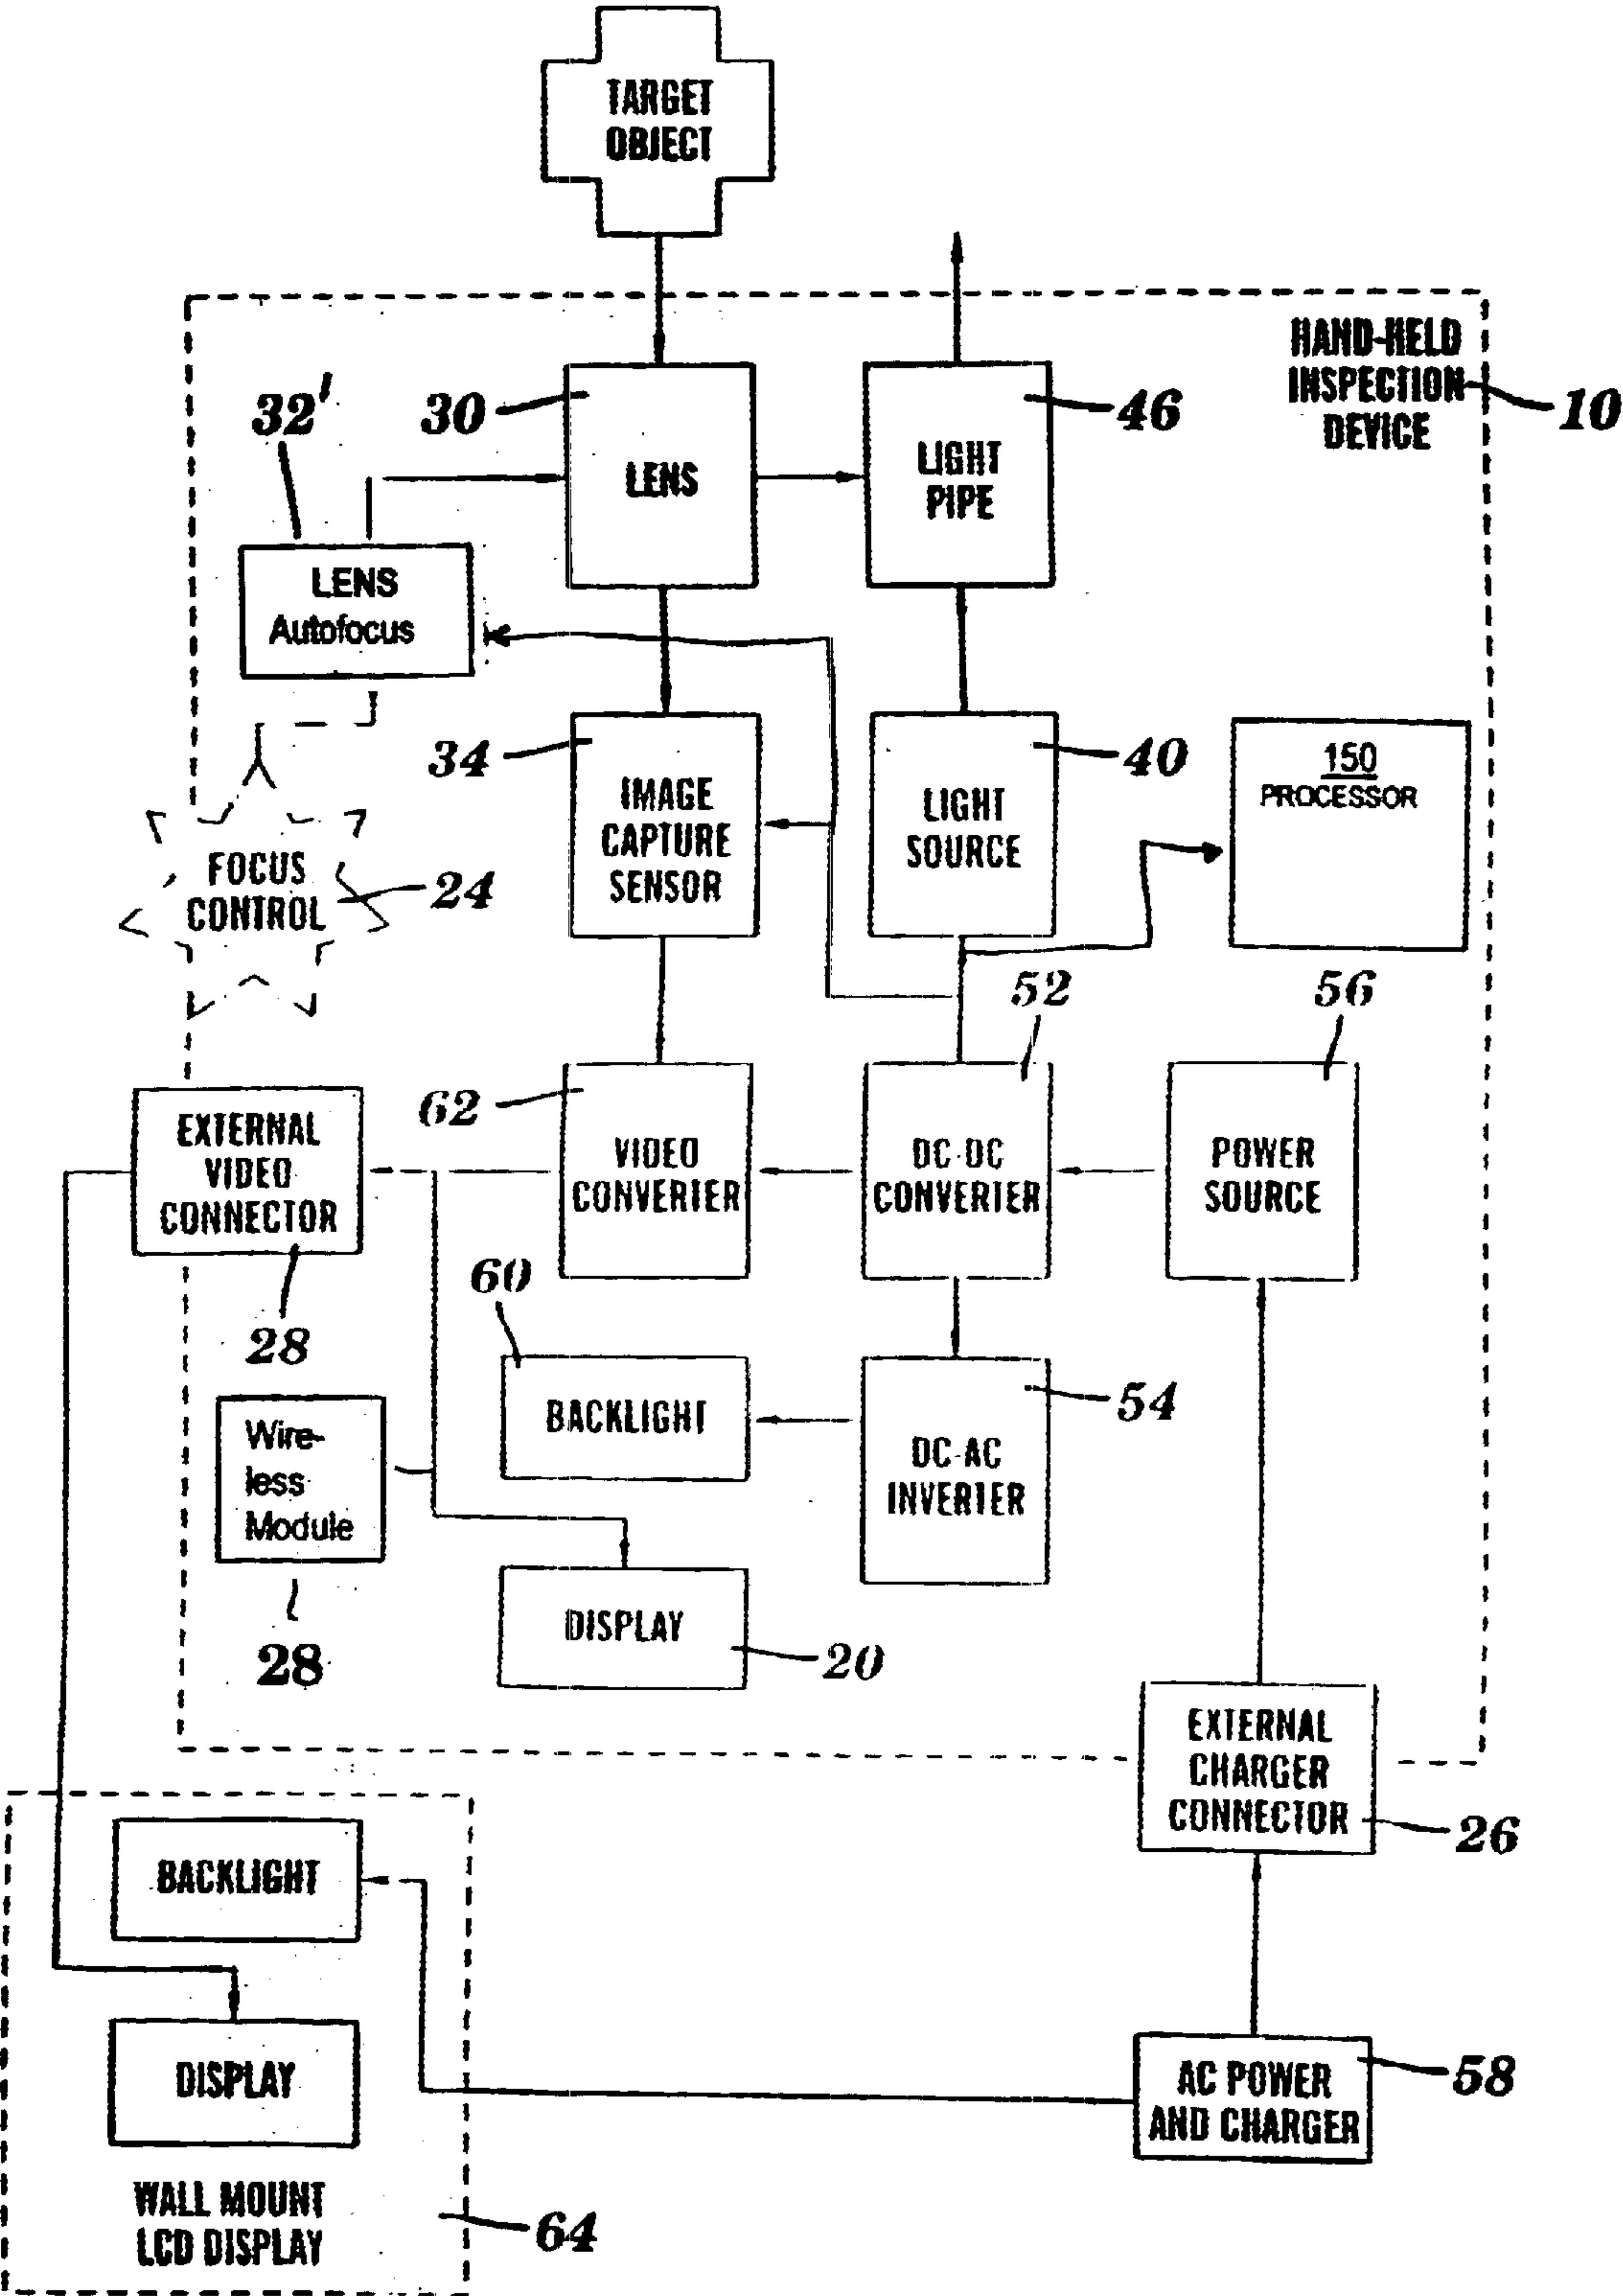 TARGET
OBJECT
HAND-HELD
INSPECTION
DEVICE
10
32'
30
LENS
46
LIGHT
PIPE
LENS
Autofocus
34
IMAGE
CAPTURE
SENSOR
40
LIGHT
SOURCE
150
PROCESSOR
FOCUS
CONTROL
24
52
56
EXTERNAL
VIDEO
CONNECTOR
28
62
VIDEO
CONVERTER
DC-DC
CONVERTER
POWER
SOURCE
60
BACKLIGHT
54
DC-AC
INVERTER
Wire-
less
Module
28
DISPLAY
20
EXTERNAL
CHARGER
CONNECTOR
26
BACKLIGHT
DISPLAY
AC POWER
AND CHARGER
58
WALL MOUNT
LCD DISPLAY
64